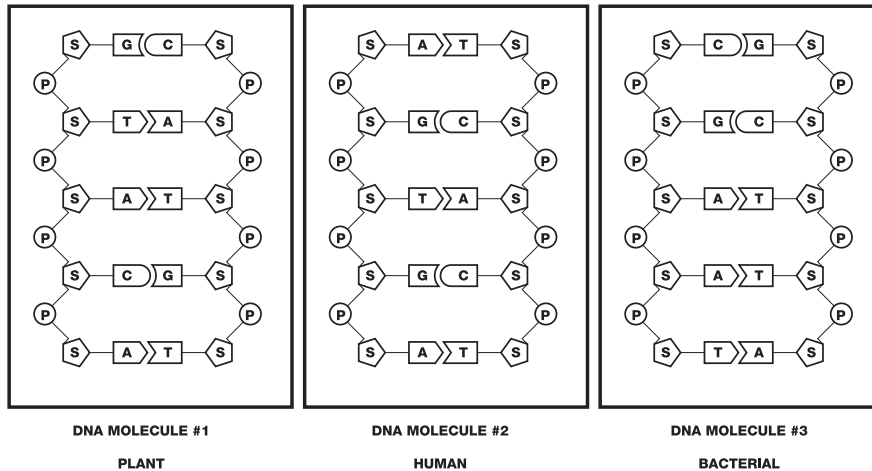 S G C S S A T S S C G S
P P P P P P
S T A S S G C S S G C S
P P P P P P
S A T S S T A S S A T S
P P P P P P
S C G S S G C S S A T S
P P P P P P
S A T S S A T S S T A S
DNA MOLECULE #1 DNA MOLECULE #2 DNA MOLECULE #3
PLANT HUMAN BACTERIAL